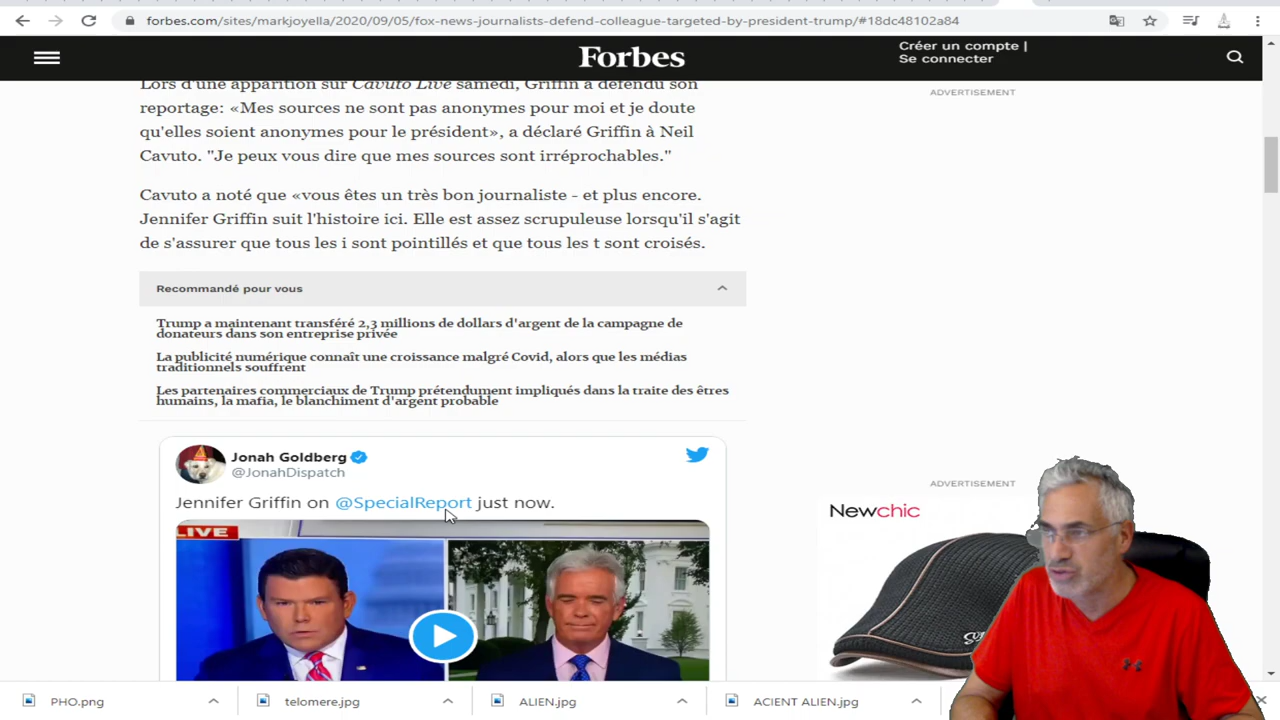 forbes.com/sites/markjoyella/2020/09/05/fox-news-journalists-defend-colleague-targeted-by-president-trump/#18dc48102a84
Forbes
Créer un compte |
Se connecter
Lors d'une apparition sur Cavuto Live samedi, Griffin a défendu son
reportage: «Mes sources ne sont pas anonymes pour moi et je doute
qu'elles soient anonymes pour le président», a déclaré Griffin à Neil
Cavuto. "Je peux vous dire que mes sources sont irréprochables."
Cavuto a noté que «vous êtes un très bon journaliste - et plus encore.
Jennifer Griffin suit l'histoire ici. Elle est assez scrupuleuse lorsqu'il s'agit
de s'assurer que tous les i sont pointillés et que tous les t sont croisés.
Recommandé pour vous
Trump a maintenant transféré 2,3 millions de dollars d'argent de la campagne de
donateurs dans son entreprise privée
La publicité numérique connaît une croissance malgré Covid, alors que les médias
traditionnels souffrent
Les partenaires commerciaux de Trump prétendument impliqués dans la traite des êtres
humains, la mafia, le blanchiment d'argent probable
Jonah Goldberg
@JonahDispatch
Jennifer Griffin on @SpecialReport just now.
LIVE
ADVERTISEMENT
ADVERTISEMENT
Newchic
PHO.png
telomere.jpg
ALIEN.jpg
ACIENT ALIEN.jpg